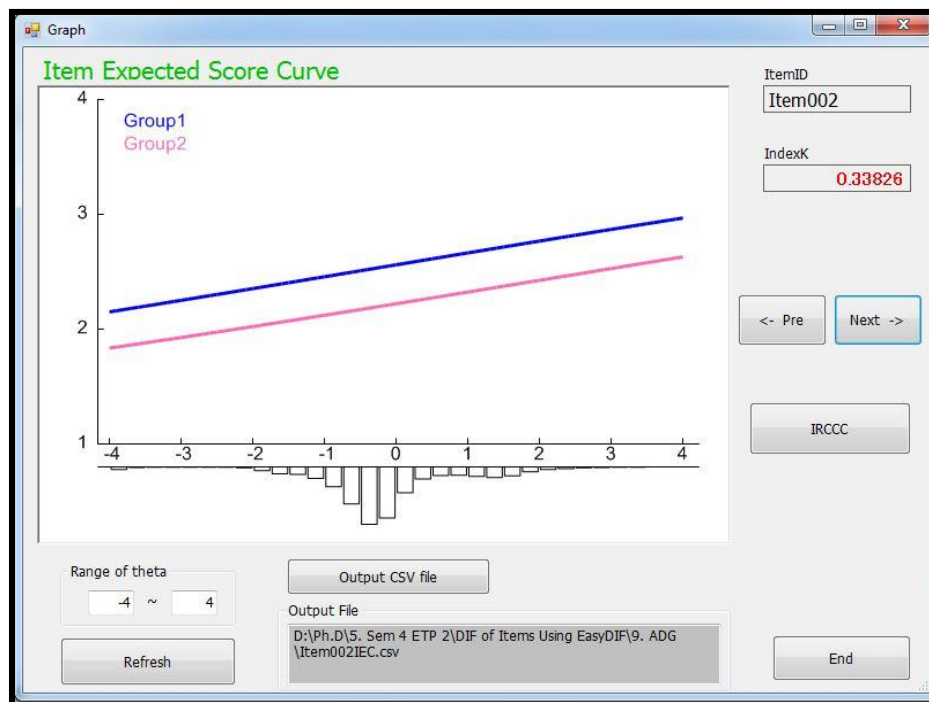 Graph
Item Expected Score Curve
4
Group1
Group2
3
2
1
-4 -3 -2 -1 0 1 2 3 4
ItemID
Item002
IndexK
0.33826
<- Pre
Next ->
IRCCC
Range of theta
-4 ~ 4
Refresh
Output CSV file
Output File
D:\Ph.D\5. Sem 4 ETP 2\DIF of Items Using EasyDIF\9. ADG
\Item002IEC.csv
End